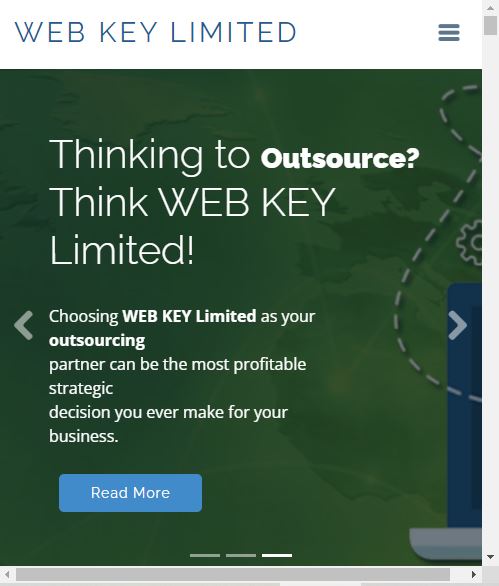 WEB KEY LIMITED
Thinking to Outsource?
Think WEB KEY
Limited!
Choosing WEB KEY Limited as your
outsourcing
partner can be the most profitable
strategic
decision you ever make for your
business.
Read More